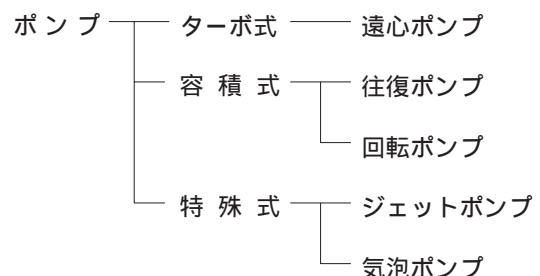 ポンプ ターボ式 遠心ポンプ
容積式 往復ポンプ
回転ポンプ
特殊式 ジェットポンプ
気泡ポンプ